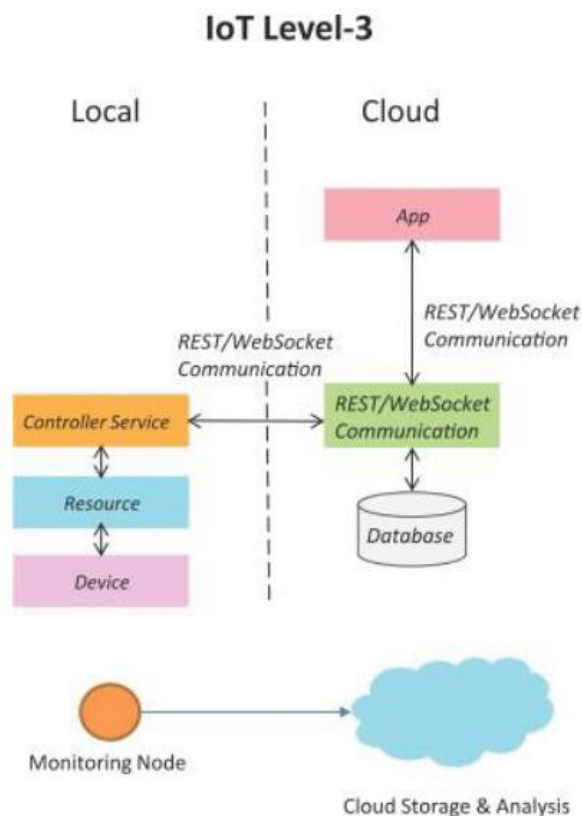 IoT Level-3
Local
Cloud
App
REST/WebSocket
Communication
REST/WebSocket
Communication
Controller Service
REST/WebSocket
Communication
Resource
Database
Device
Monitoring Node
Cloud Storage & Analysis